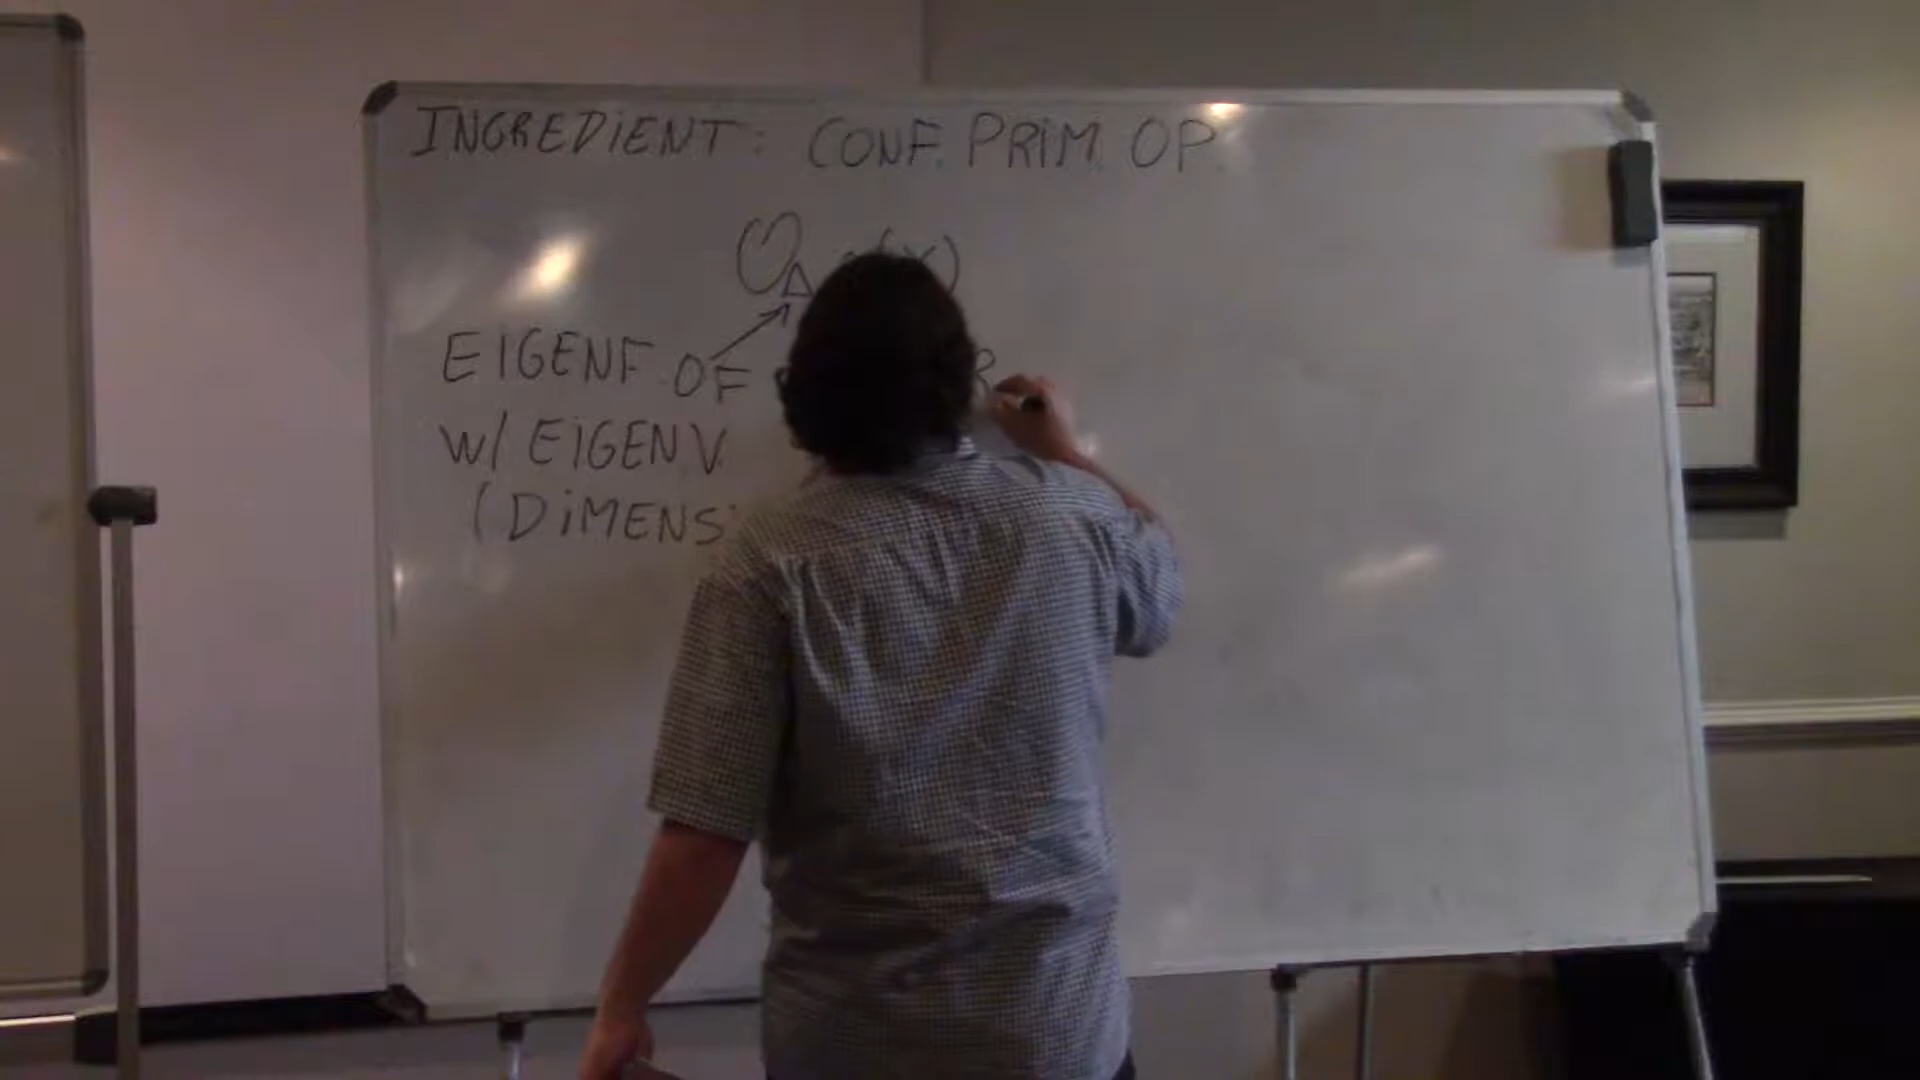 INGREDIENT: CONF. PRIM. OP.
O Δ
EIGENF. OF
W/ EIGENV.
(DIMENS